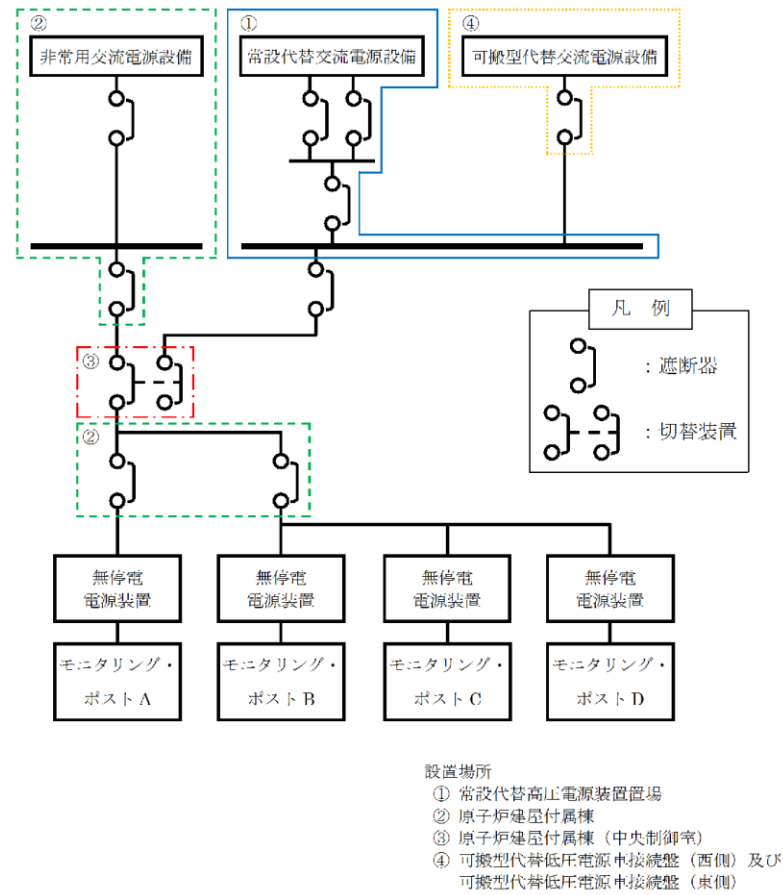 ②
非常用交流電源設備
①
常設代替交流電源設備
④
可搬型代替交流電源設備
凡 例
:遮断器
:切替装置
③
②
無停電
電源装置
無停電
電源装置
無停電
電源装置
無停電
電源装置
モニタリング・
ポストA
モニタリング・
ポストB
モニタリング・
ポストC
モニタリング・
ポストD
設置場所
① 常設代替高圧電源装置置場
② 原子炉建屋付属棟
③ 原子炉建屋付属棟(中央制御室)
④ 可搬型代替低圧電源車接続盤(西側)及び
可搬型代替低圧電源車接続盤(東側)